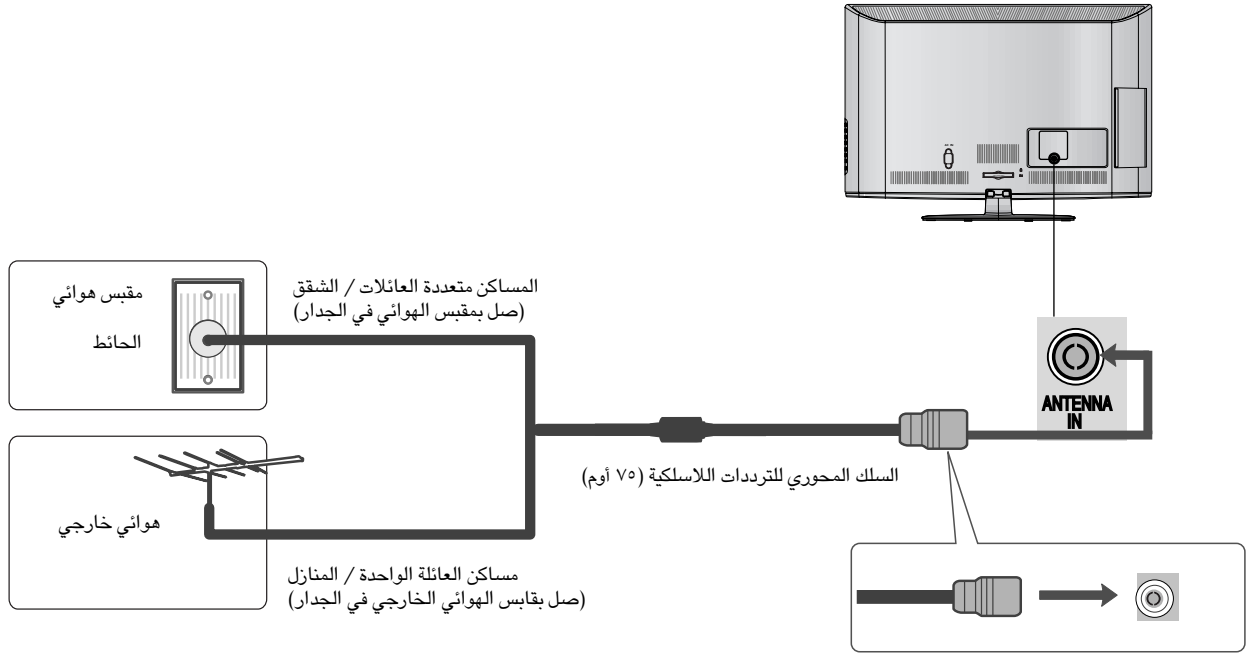 المساكن متعددة العائلات / الشقق
(صل بمقبس الهوائي في الجدار)
مقبس هوائي
الحائط
ANTENNA
IN
السلك المحوري للترددات اللاسلكية (٧٥ أوم)
هوائي خارجي
مساكن العائلة الواحدة / المنازل
(صل بقابس الهوائي الخارجي في الجدار)